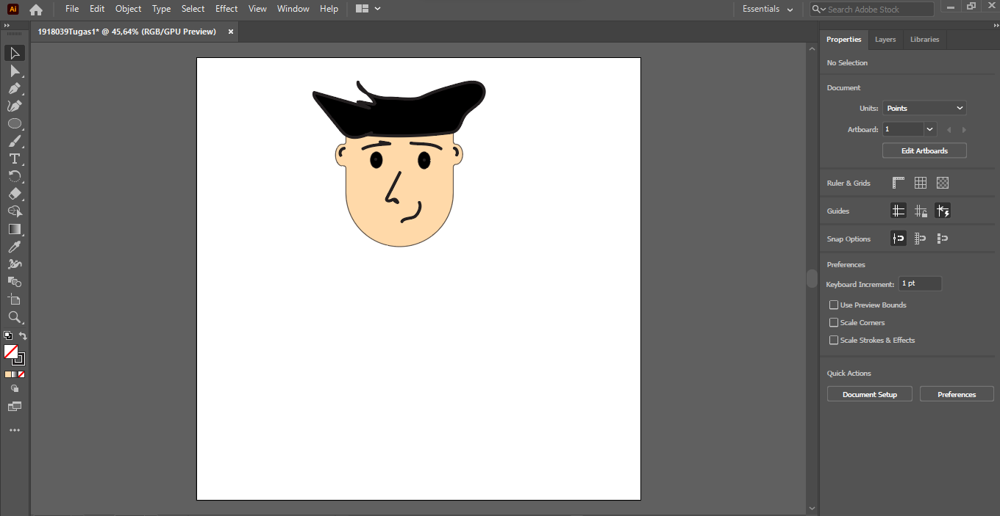 Ai File Edit Object Type Select Effect View Window Help Essentials Search Adobe Stock
1918039Tugas1* @ 45,64% (RGB/GPU Preview) ×
Properties Layers Libraries
No Selection
Document
Units: Points
Artboard: 1
Edit Artboards
Ruler & Grids
Guides
Snap Options
Preferences
Keyboard Increment: 1 pt
Use Preview Bounds
Scale Corners
Scale Strokes & Effects
Quick Actions
Document Setup Preferences